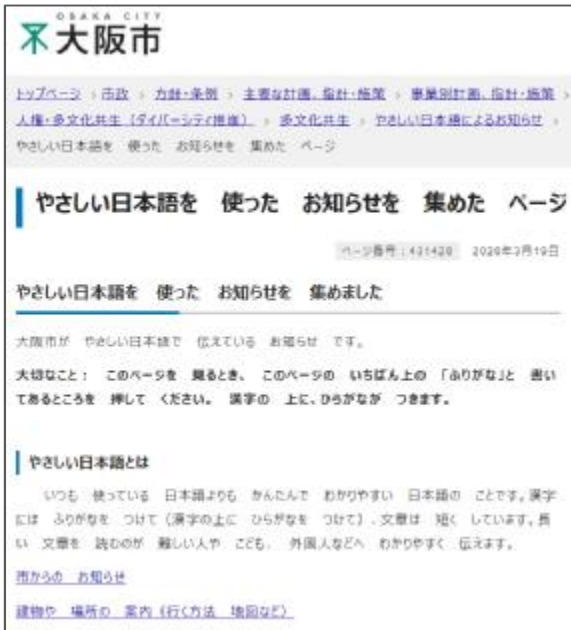 OSAKA CITY
大阪市
トップページ › 市政 › 方針・条例 › 主要な計画、指針・施策 › 事業別計画、指針・施策 ›
人権・多文化共生（ダイバーシティ推進） › 多文化共生 › やさしい日本語によるお知らせ ›
やさしい日本語を 使った お知らせを 集めた ページ
やさしい日本語を 使った お知らせを 集めた ページ
ページ番号：431428 3月19日
やさしい日本語を 使った お知らせを 集めました
大阪市が やさしい日本語で 伝えている お知らせ です。
大切なこと： このページを 見るとき、 このページの いちばん上の 「ふりがな」と 書い
てあるところを 押して ください。 漢字の 上に、ひらがなが つきます。
やさしい日本語とは
いつも 使っている 日本語よりも かんたんで わかりやすい 日本語の ことです。漢字
には ふりがなを つけて（漢字の上に ひらがなを つけて）、文章は 短く しています。長
い 文章を 読むのが 難しい人や こども、 外国人などへ わかりやすく 伝えます。
市からの お知らせ
建物や 場所の 案内（行く方法 地図など）